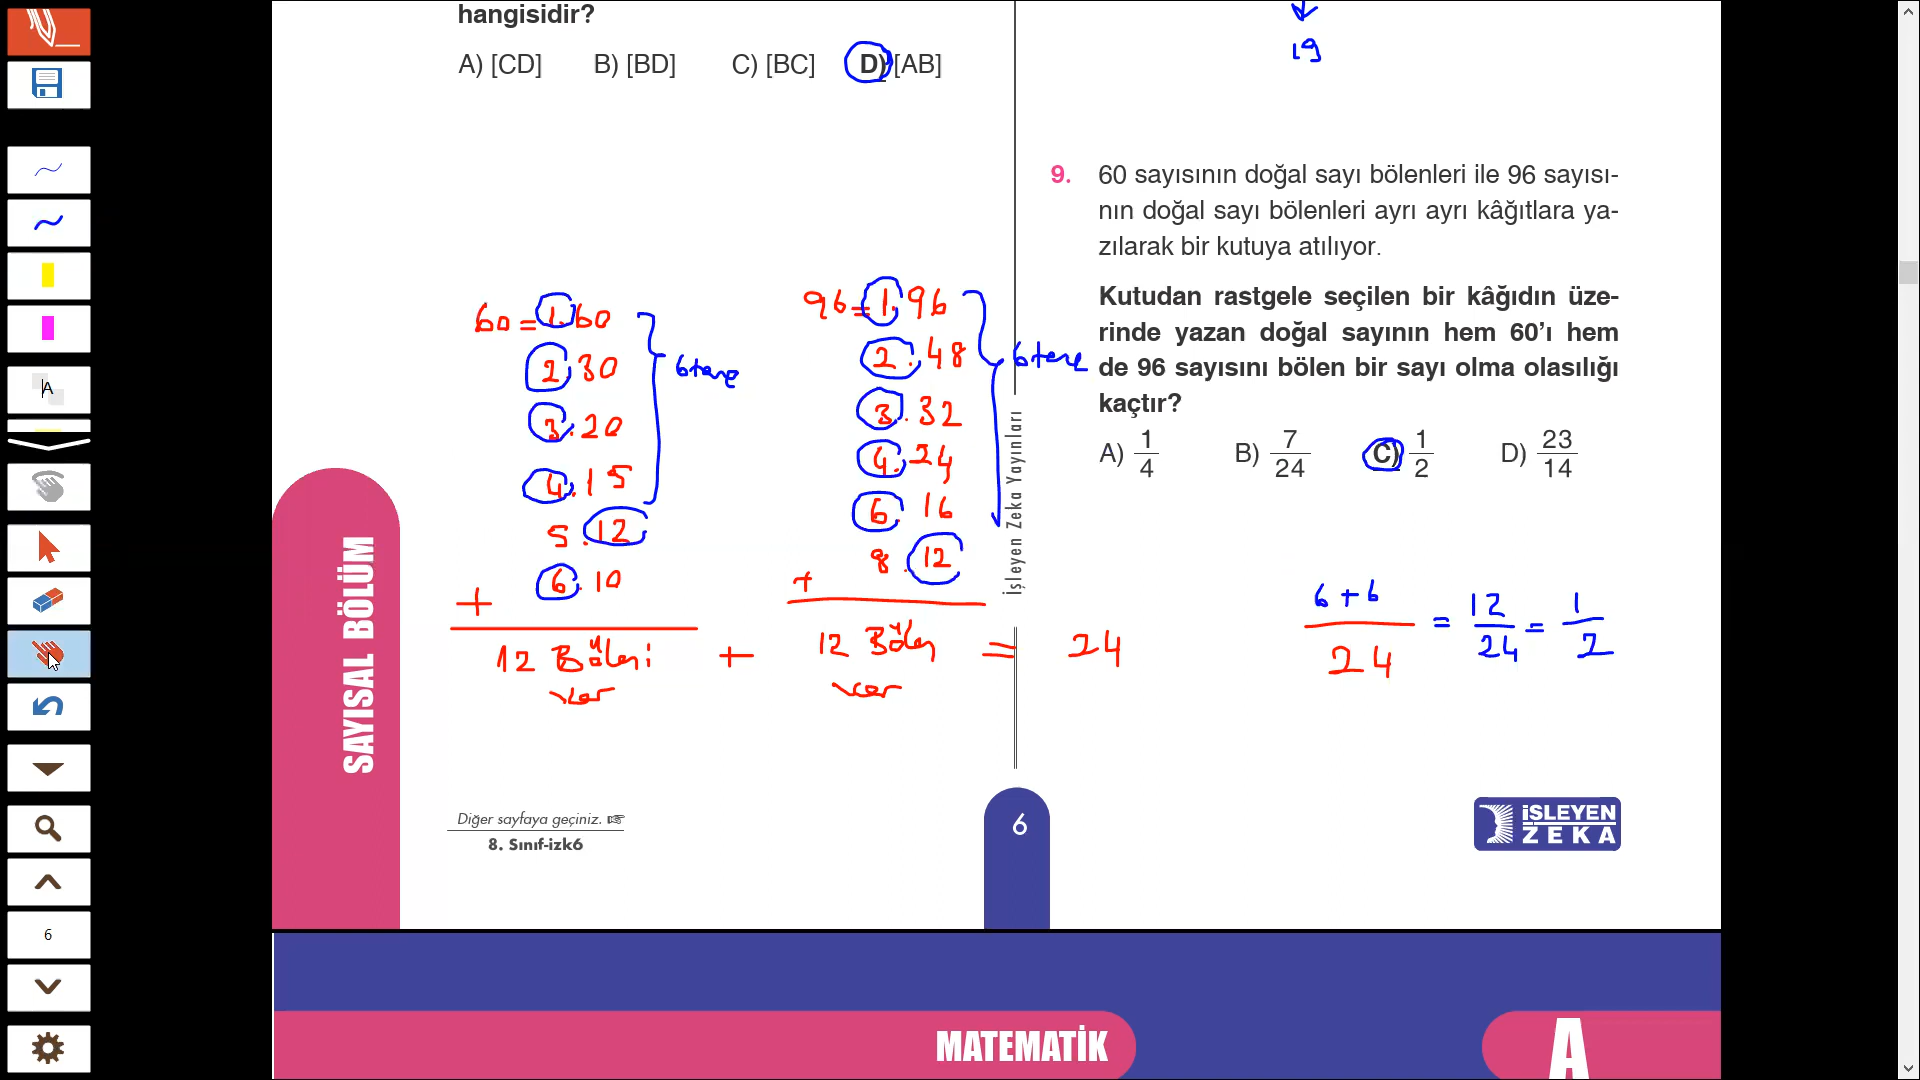 hangisidir?
A) [CD] B) [BD] C) [BC] D) [AB]
60=1.60
2.30
3.20
4.15
5.12
6.10
6 tane
+
12 Böleni
var
+
96=1.96
2.48
3.32
4.24
6.16
8.12
6 tane
+
12 Bölen
var
= 24
19
9. 60 sayısının doğal sayı bölenleri ile 96 sayısı-
nın doğal sayı bölenleri ayrı ayrı kâğıtlara ya-
zılarak bir kutuya atılıyor.
Kutudan rastgele seçilen bir kâğıdın üze-
rinde yazan doğal sayının hem 60’ı hem
de 96 sayısını bölen bir sayı olma olasılığı
kaçtır?
A) 1/4 B) 7/24 C) 1/2 D) 23/14
6+6/24 = 12/24 = 1/2
İşleyen Zeka Yayınları
SAYISAL BÖLÜM
Diğer sayfaya geçiniz. ☞
8. Sınıf-izk6
6
İŞLEYEN
ZEKA
MATEMATİK
A
A
6